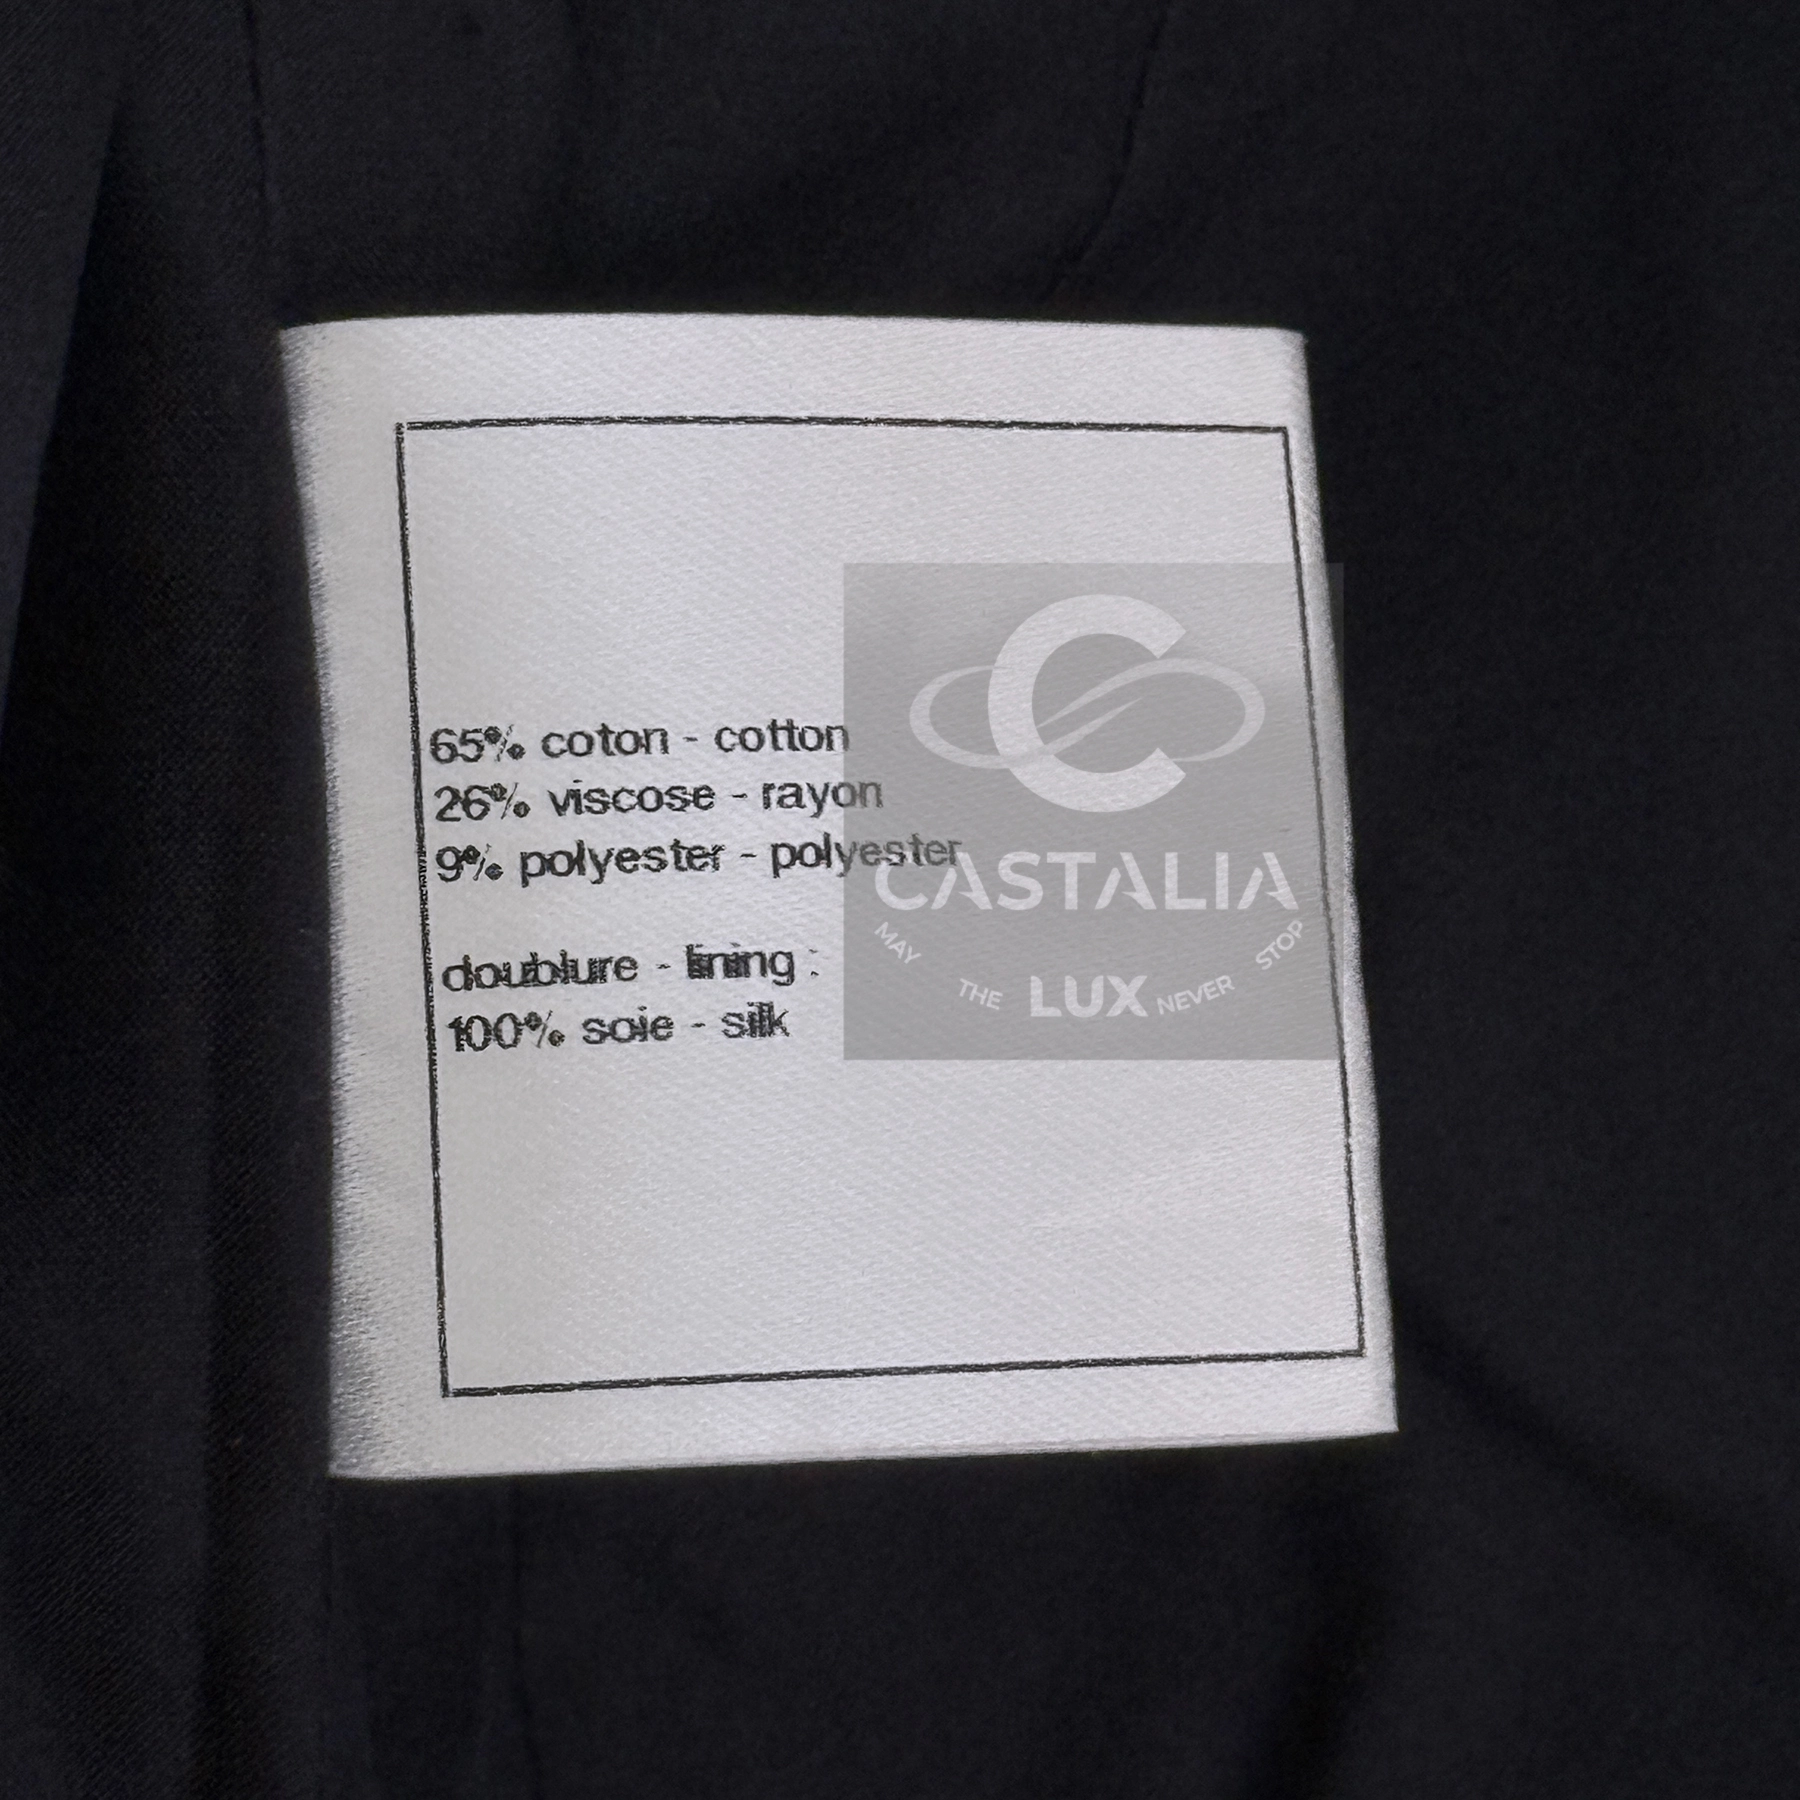 65% coton - cotton
26% viscose - rayon
9% polyester - polyester
doublure - lining :
100% soie - silk
C
CASTALIA
MAY THE LUX NEVER STOP